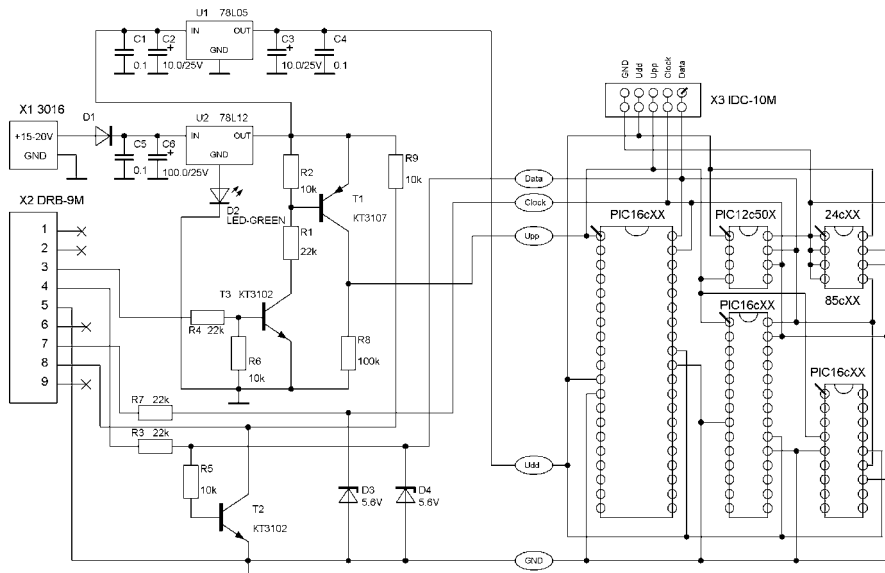 U1 78L05
IN OUT
GND
C1
0.1
C2
10.0/25V
C3
10.0/25V
C4
0.1
GND
Udd
Upp
Clock
Data
X3 IDC-10M
X1 3016
+15-20V
GND
D1
U2 78L12
IN OUT
GND
C5
0.1
C6
100.0/25V
R2
10k
R9
10k
T1
KT3107
D2
LED-GREEN
R1
22k
Data
Clock
Upp
PIC16cXX
PIC12c50X
24cXX
85cXX
PIC16cXX
PIC16cXX
X2 DRB-9M
1
2
3
4
5
6
7
8
9
T3 KT3102
R4 22k
R6
10k
R8
100k
R7 22k
R3 22k
R5
10k
T2
KT3102
D3
5.6V
D4
5.6V
Udd
GND